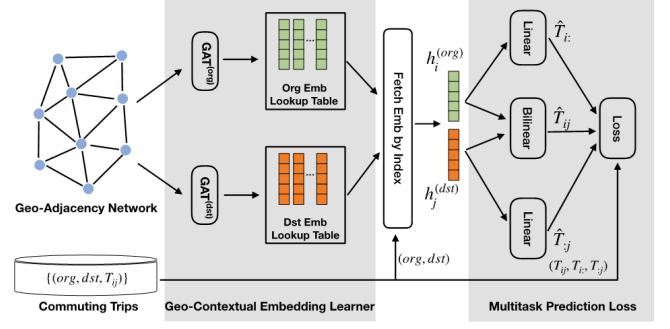 GAT(org)
Org Emb
Lookup Table
Geo-Adjacency Network
GAT(dst)
Dst Emb
Lookup Table
Fetch Emb by Index
h_i^(org)
h_j^(dst)
Linear
Bilinear
Linear
T̂_i:
T̂_ij
T̂_:j
Loss
{(org, dst, T_ij)}
(org, dst)
(T_ij, T_i:, T_:j)
Commuting Trips
Geo-Contextual Embedding Learner
Multitask Prediction Loss